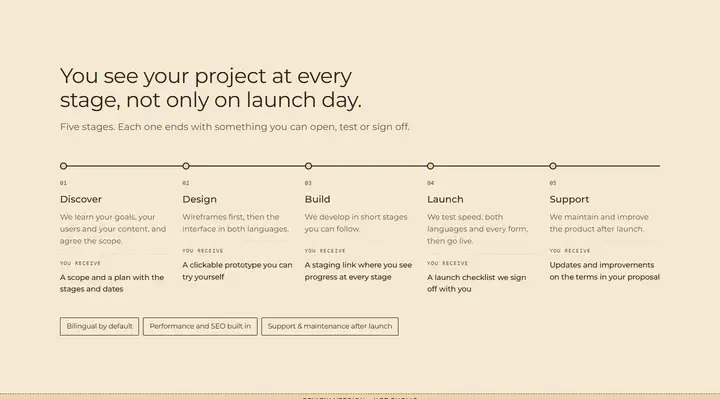 You see your project at every
stage, not only on launch day.
Five stages. Each one ends with something you can open, test or sign off.
01
Discover
We learn your goals, your
users and your content, and
agree the scope.
YOU RECEIVE
A scope and a plan with the
stages and dates
02
Design
Wireframes first, then the
interface in both languages.
YOU RECEIVE
A clickable prototype you can
try yourself
03
Build
We develop in short stages
you can follow.
YOU RECEIVE
A staging link where you see
progress at every stage
04
Launch
We test speed, both
languages and every form,
then go live.
YOU RECEIVE
A launch checklist we sign
off with you
05
Support
We maintain and improve
the product after launch.
YOU RECEIVE
Updates and improvements
on the terms in your proposal
Bilingual by default
Performance and SEO built in
Support & maintenance after launch